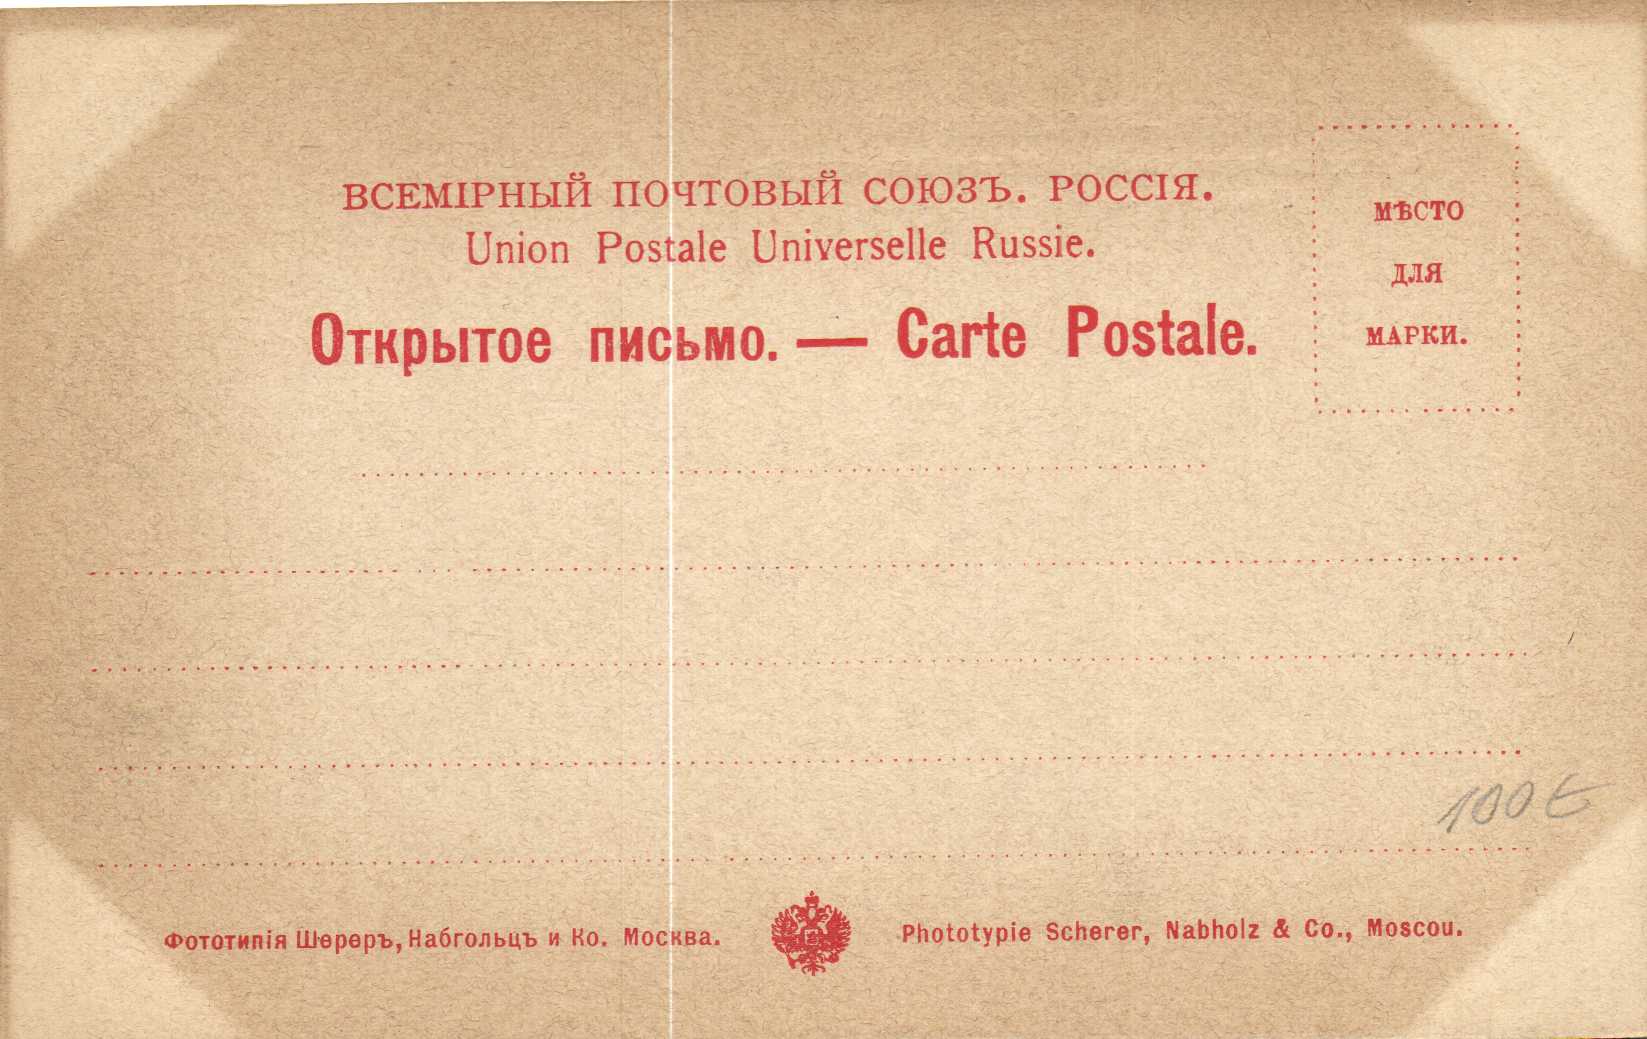 ВСЕМІРНЫЙ ПОЧТОВЫЙ СОЮЗЪ. РОССІЯ.
Union Postale Universelle Russie.
Открытое письмо. — Carte Postale.
МѢСТО
ДЛЯ
МАРКИ.
100 €
Фототипія Шереръ, Набгольцъ и Ко. Москва.
Phototypie Scherer, Nabholz & Co., Moscou.